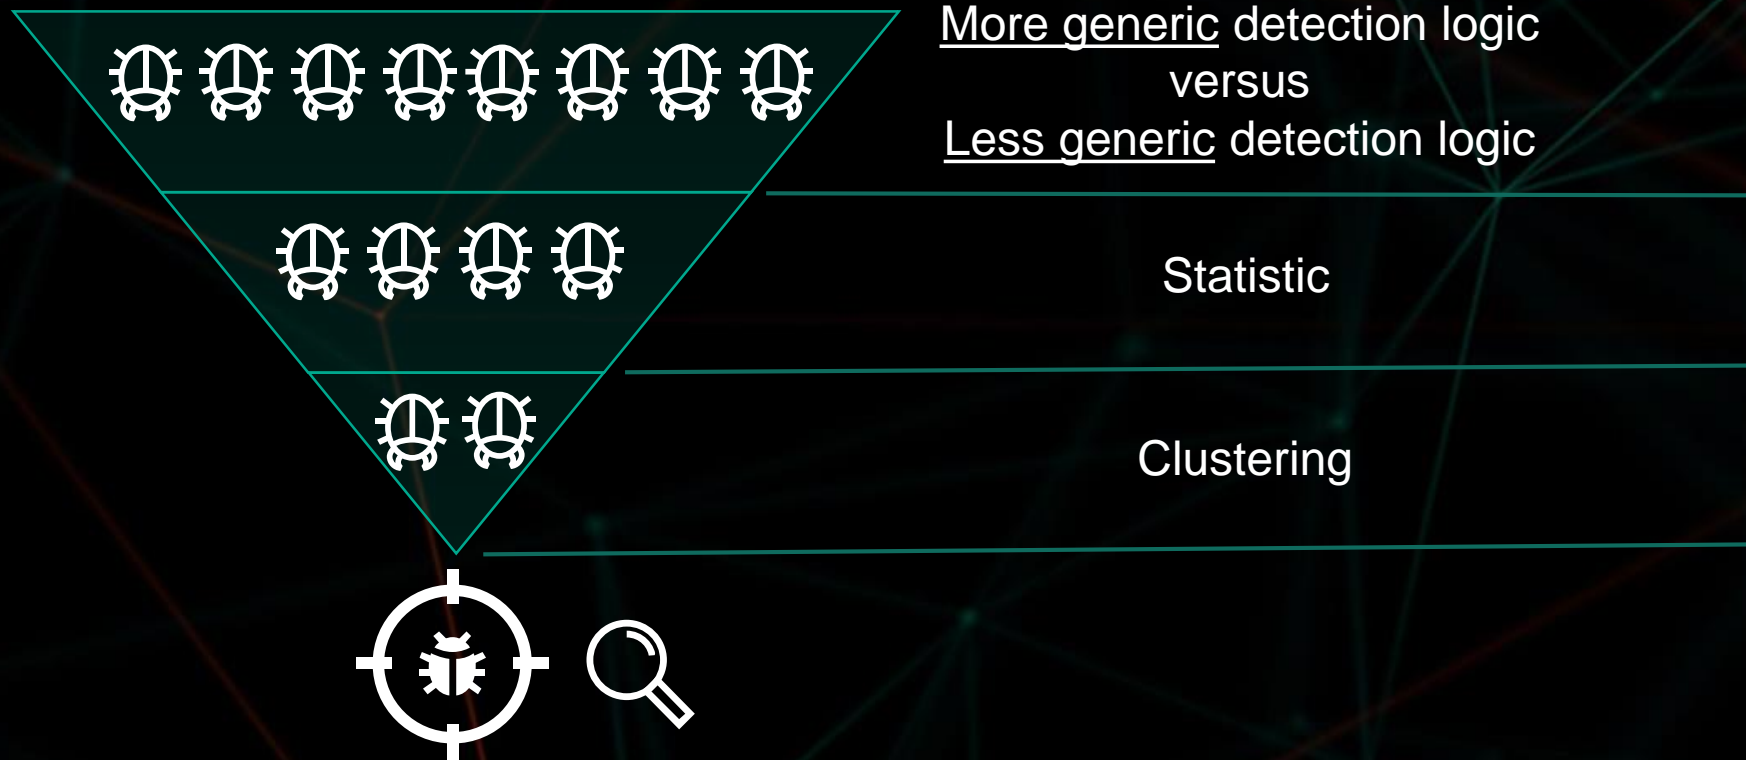 More generic detection logic
versus
Less generic detection logic
Statistic
Clustering